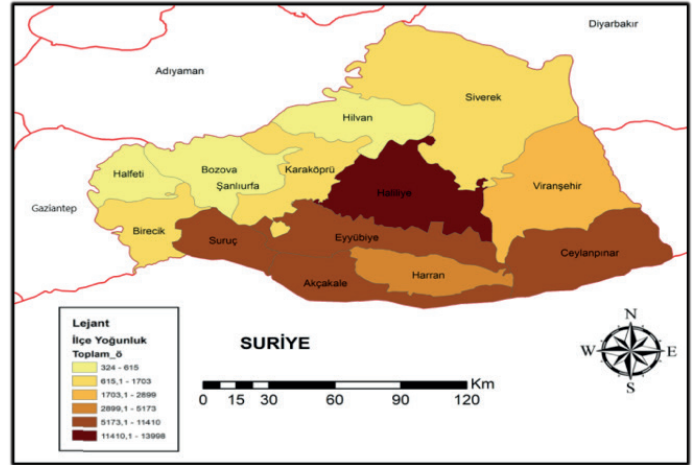 Diyarbakır
Adıyaman
Siverek
Hilvan
Bozova
Karaköprü
Halfeti
Şanlıurfa
Viranşehir
Haliliye
Gaziantep
Birecik
Suruç
Eyyübiye
Ceylanpınar
Harran
Akçakale
Lejant
İlçe Yoğunluk
Toplam_ö
324 - 615
615,1 - 1703
1703,1 - 2899
2899,1 - 5173
5173,1 - 11410
11410,1 - 13998
SURİYE
Km
0 15 30 60 90 120
N
W E
S